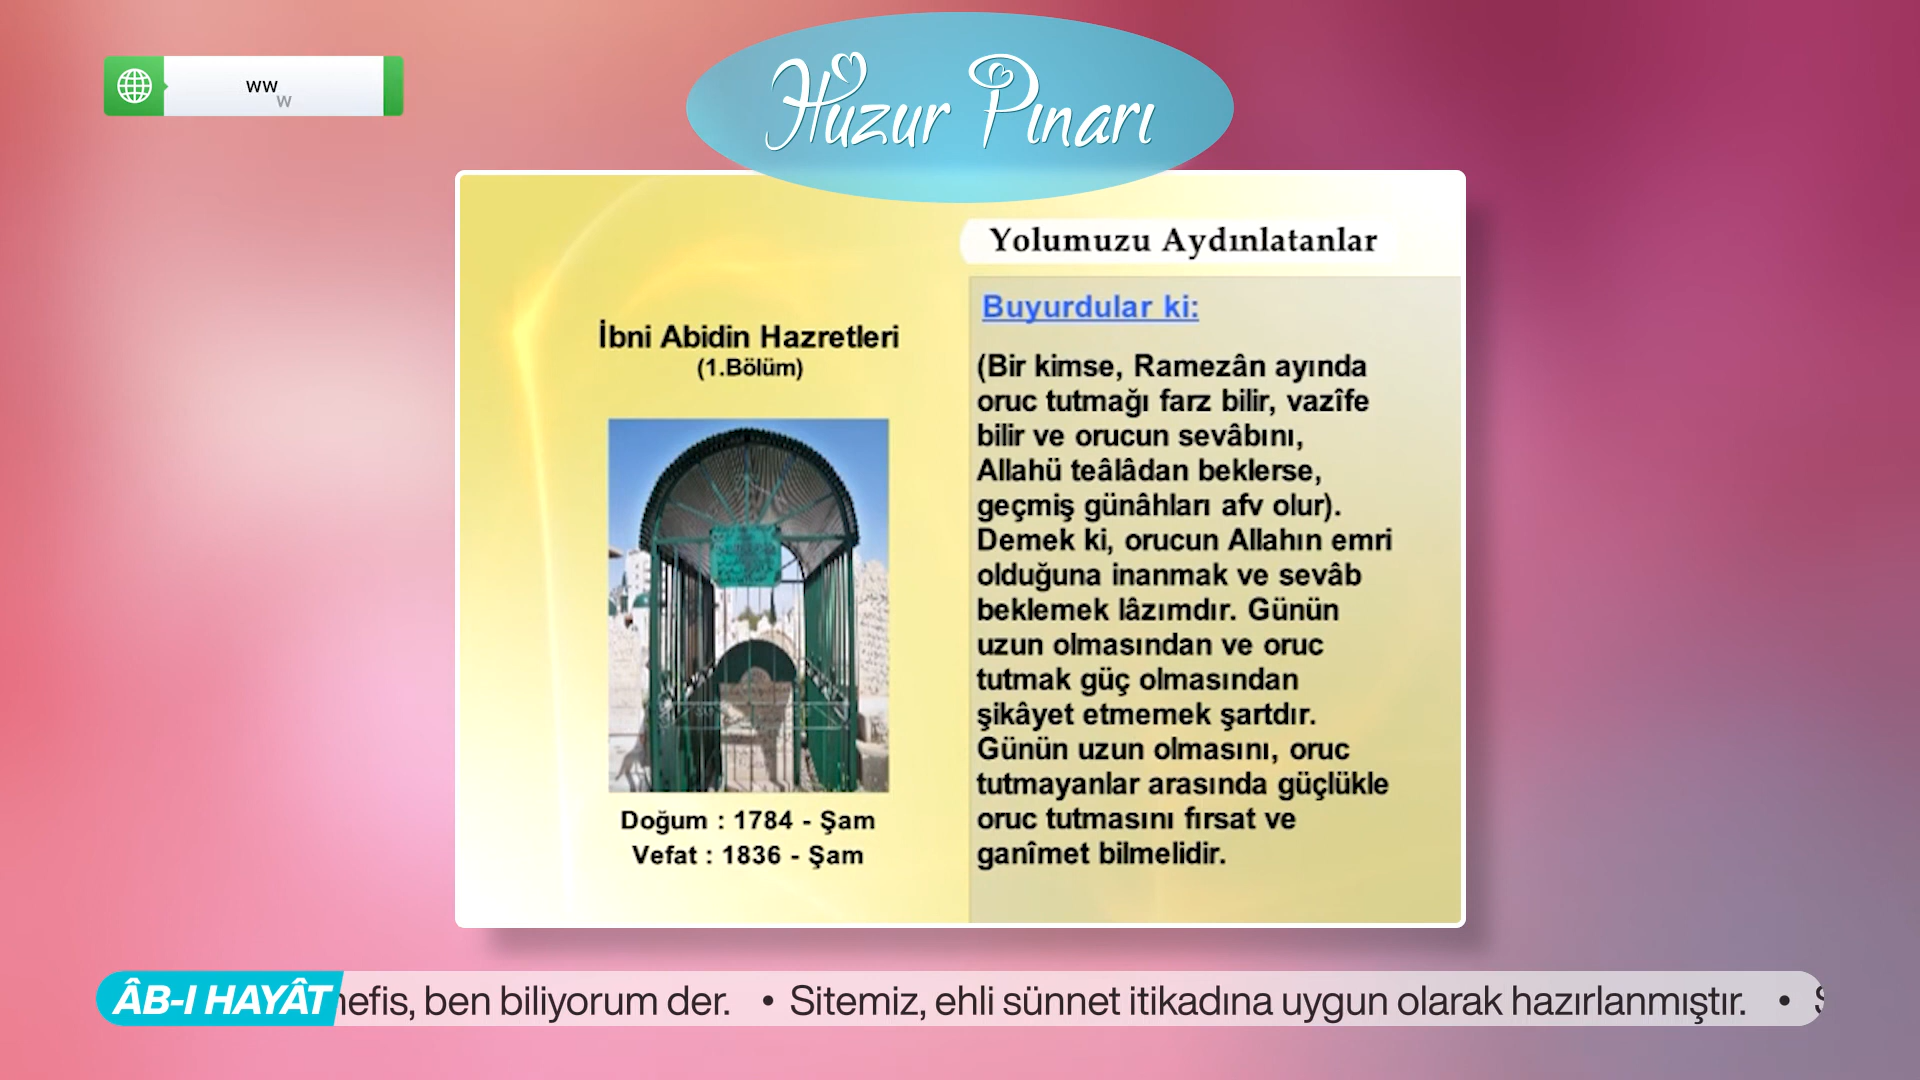 Huzur Pınarı
ww
w
Yolumuzu Aydınlatanlar
İbni Abidin Hazretleri
(1.Bölüm)
Doğum : 1784 - Şam
Vefat : 1836 - Şam
Buyurdular ki:
(Bir kimse, Ramezân ayında
oruc tutmağı farz bilir, vazîfe
bilir ve orucun sevâbını,
Allahü teâlâdan beklerse,
geçmiş günâhları afv olur).
Demek ki, orucun Allahın emri
olduğuna inanmak ve sevâb
beklemek lâzımdır. Günün
uzun olmasından ve oruc
tutmak güç olmasından
şikâyet etmemek şartdır.
Günün uzun olmasını, oruc
tutmayanlar arasında güçlükle
oruc tutmasını fırsat ve
ganîmet bilmelidir.
ÂB-I HAYÂT nefis, ben biliyorum der. • Sitemiz, ehli sünnet itikadına uygun olarak hazırlanmıştır. •